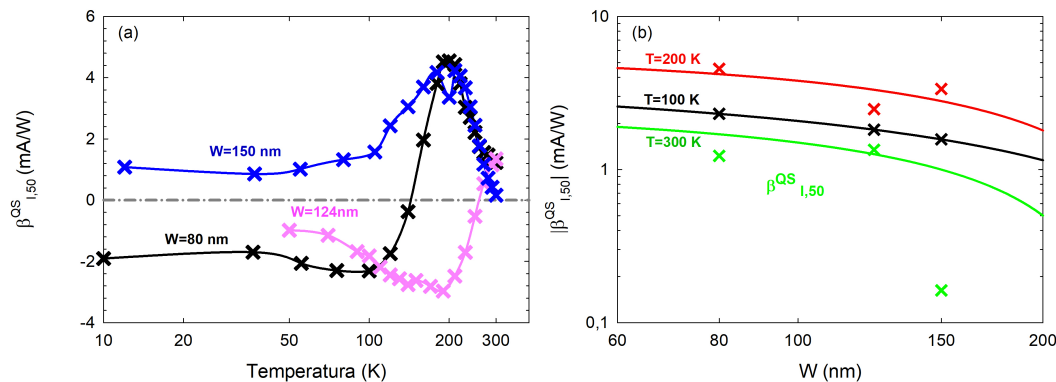 (a)
6
4
2
0
-2
-4
β^QS_I,50 (mA/W)
W=150 nm
W=124nm
W=80 nm
10
20
50
100
200
300
Temperatura (K)
(b)
10
1
0,1
|β^QS_I,50| (mA/W)
T=200 K
T=100 K
T=300 K
β^QS_I,50
60
80
100
150
200
W (nm)